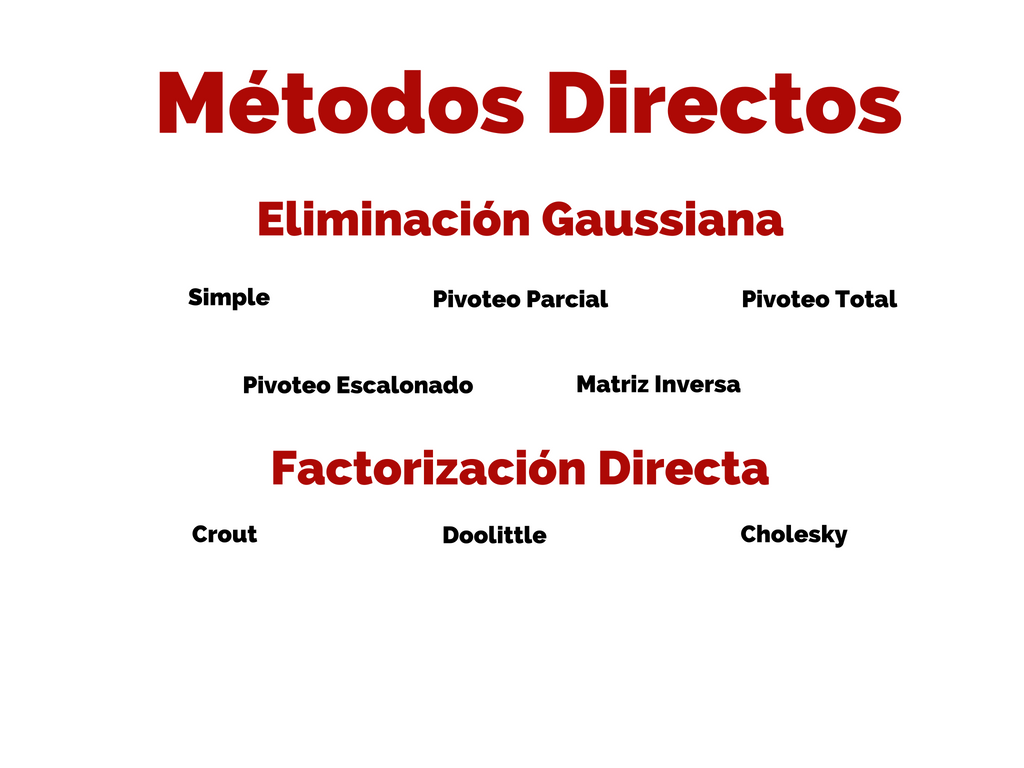 Métodos Directos
Eliminación Gaussiana
Simple Pivoteo Parcial Pivoteo Total
Pivoteo Escalonado Matriz Inversa
Factorización Directa
Crout Doolittle Cholesky